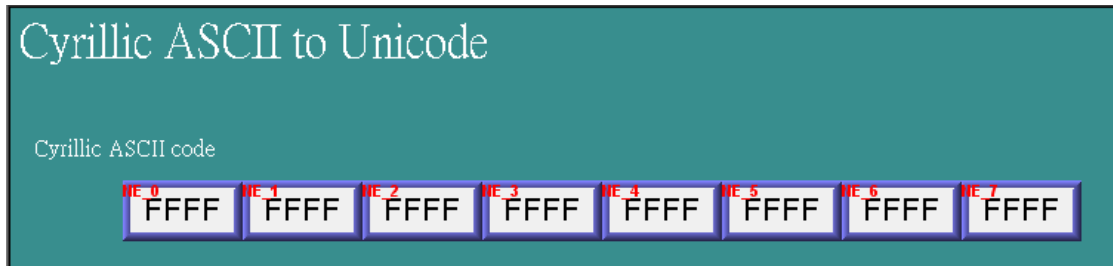 Cyrillic ASCII to Unicode
Cyrillic ASCII code
NE_0 NE_1 NE_2 NE_3 NE_4 NE_5 NE_6 NE_7
FFFF FFFF FFFF FFFF FFFF FFFF FFFF FFFF